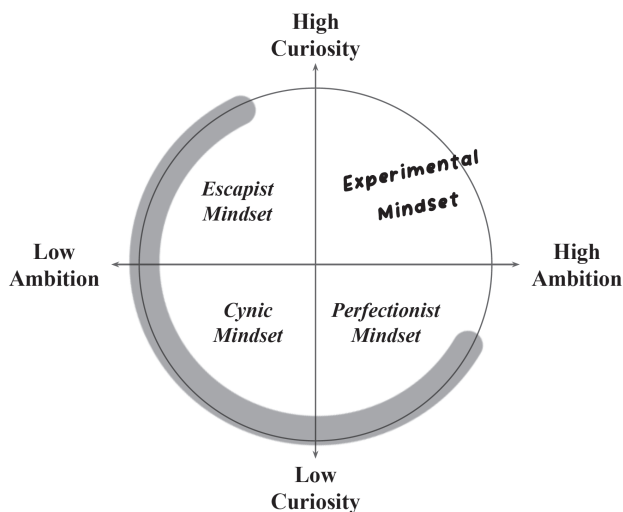 High
Curiosity
Experimental
Mindset
Escapist
Mindset
Low
Ambition
High
Ambition
Cynic
Mindset
Perfectionist
Mindset
Low
Curiosity